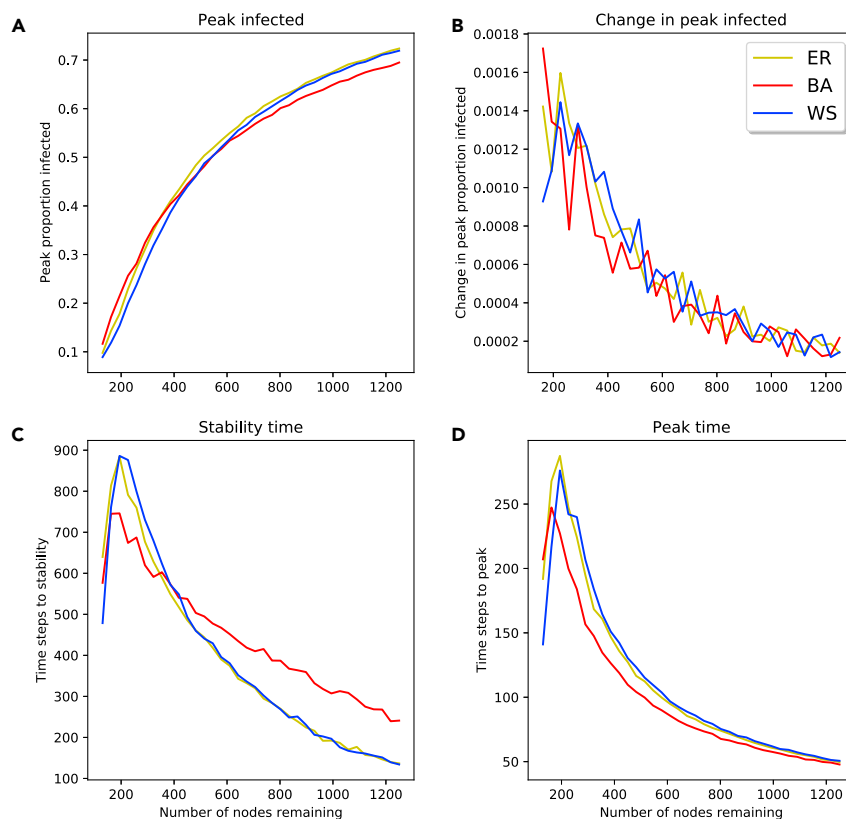 A
Peak infected
Peak proportion infected
0.7
0.6
0.5
0.4
0.3
0.2
0.1
200 400 600 800 1000 1200
B
Change in peak infected
Change in peak proportion infected
0.0018
0.0016
0.0014
0.0012
0.0010
0.0008
0.0006
0.0004
0.0002
200 400 600 800 1000 1200
ER
BA
WS
C
Stability time
Time steps to stability
900
800
700
600
500
400
300
200
100
200 400 600 800 1000 1200
Number of nodes remaining
D
Peak time
Time steps to peak
250
200
150
100
50
200 400 600 800 1000 1200
Number of nodes remaining